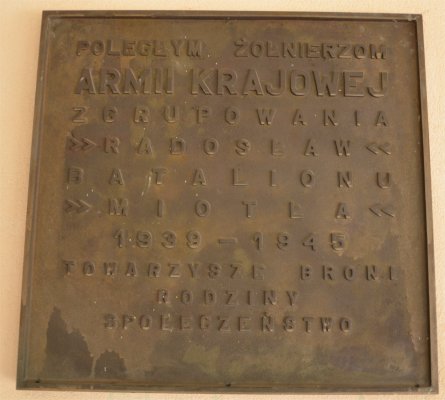 POLEGŁYM ŻOŁNIERZOM
ARMII KRAJOWEJ
ZGRUPOWANIA
»RADOSŁAW«
BATALIONU
»MIOTŁA«
1939 – 1945
TOWARZYSZE BRONI
RODZINY
SPOŁECZEŃSTWO